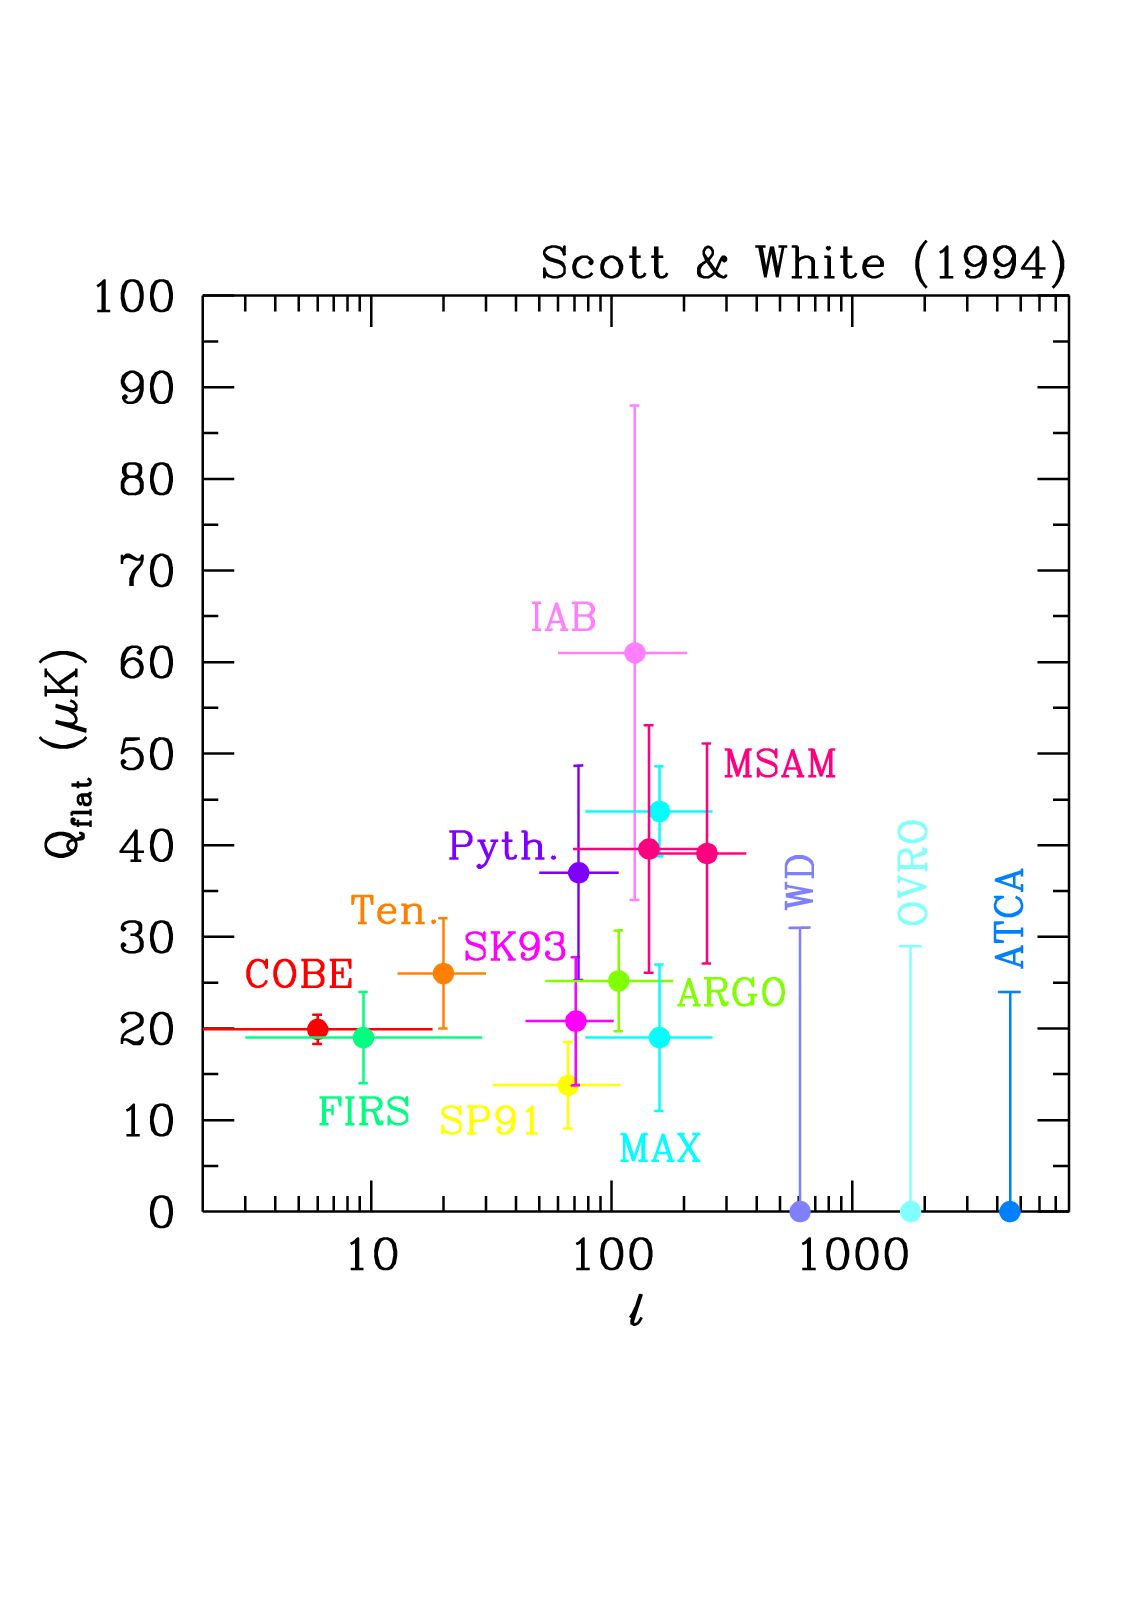 Scott & White (1994)
100
90
80
70
60
50
40
30
20
10
0
Q_flat (μK)
IAB
MSAM
Pyth.
Ten.
SK93
COBE
ARGO
FIRS
SP91
MAX
WD
OVRO
ATCA
10 100 1000
l